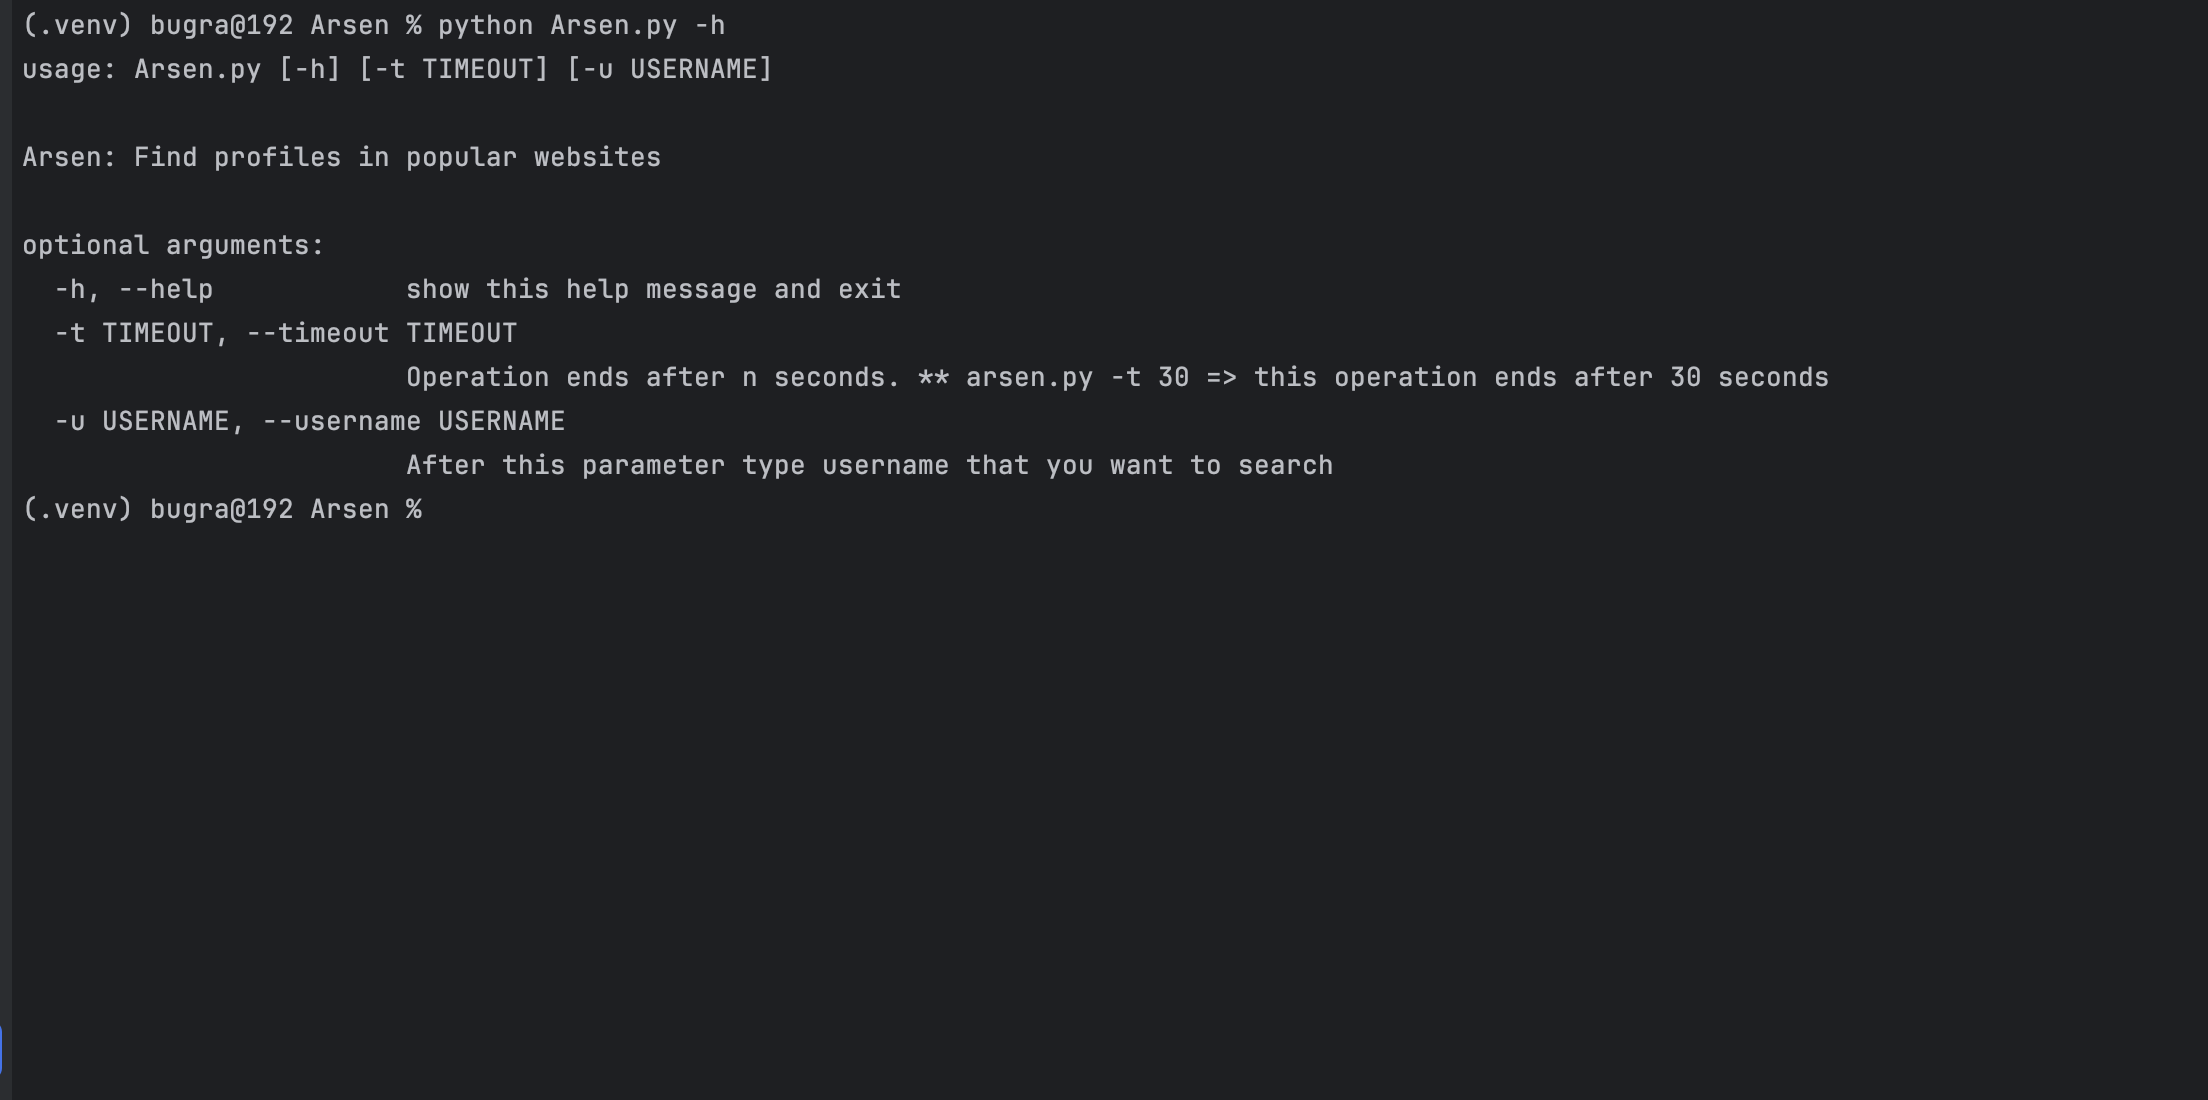 (.venv) bugra@192 Arsen % python Arsen.py -h
usage: Arsen.py [-h] [-t TIMEOUT] [-u USERNAME]
Arsen: Find profiles in popular websites
optional arguments:
-h, --help show this help message and exit
-t TIMEOUT, --timeout TIMEOUT
Operation ends after n seconds. ** arsen.py -t 30 => this operation ends after 30 seconds
-u USERNAME, --username USERNAME
After this parameter type username that you want to search
(.venv) bugra@192 Arsen %